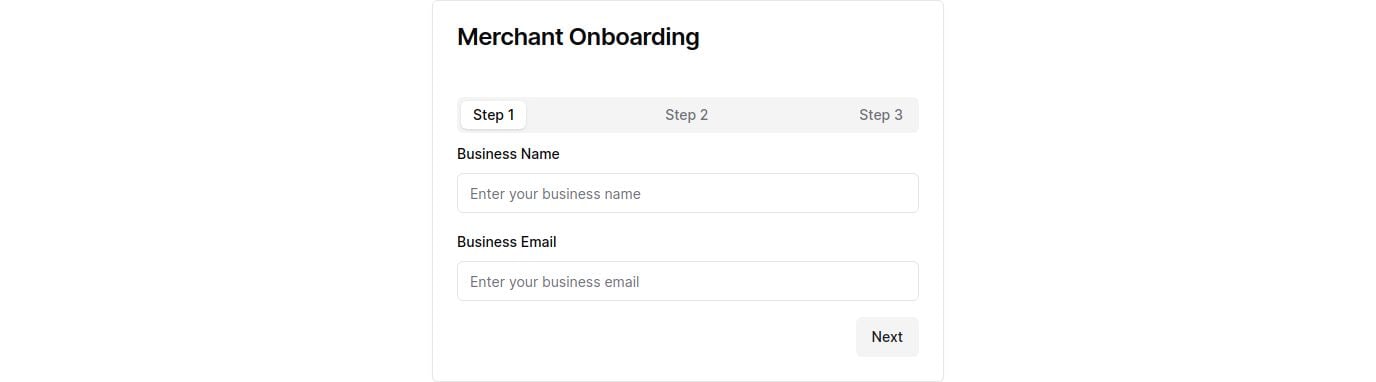 Merchant Onboarding
Step 1 Step 2 Step 3
Business Name
Enter your business name
Business Email
Enter your business email
Next